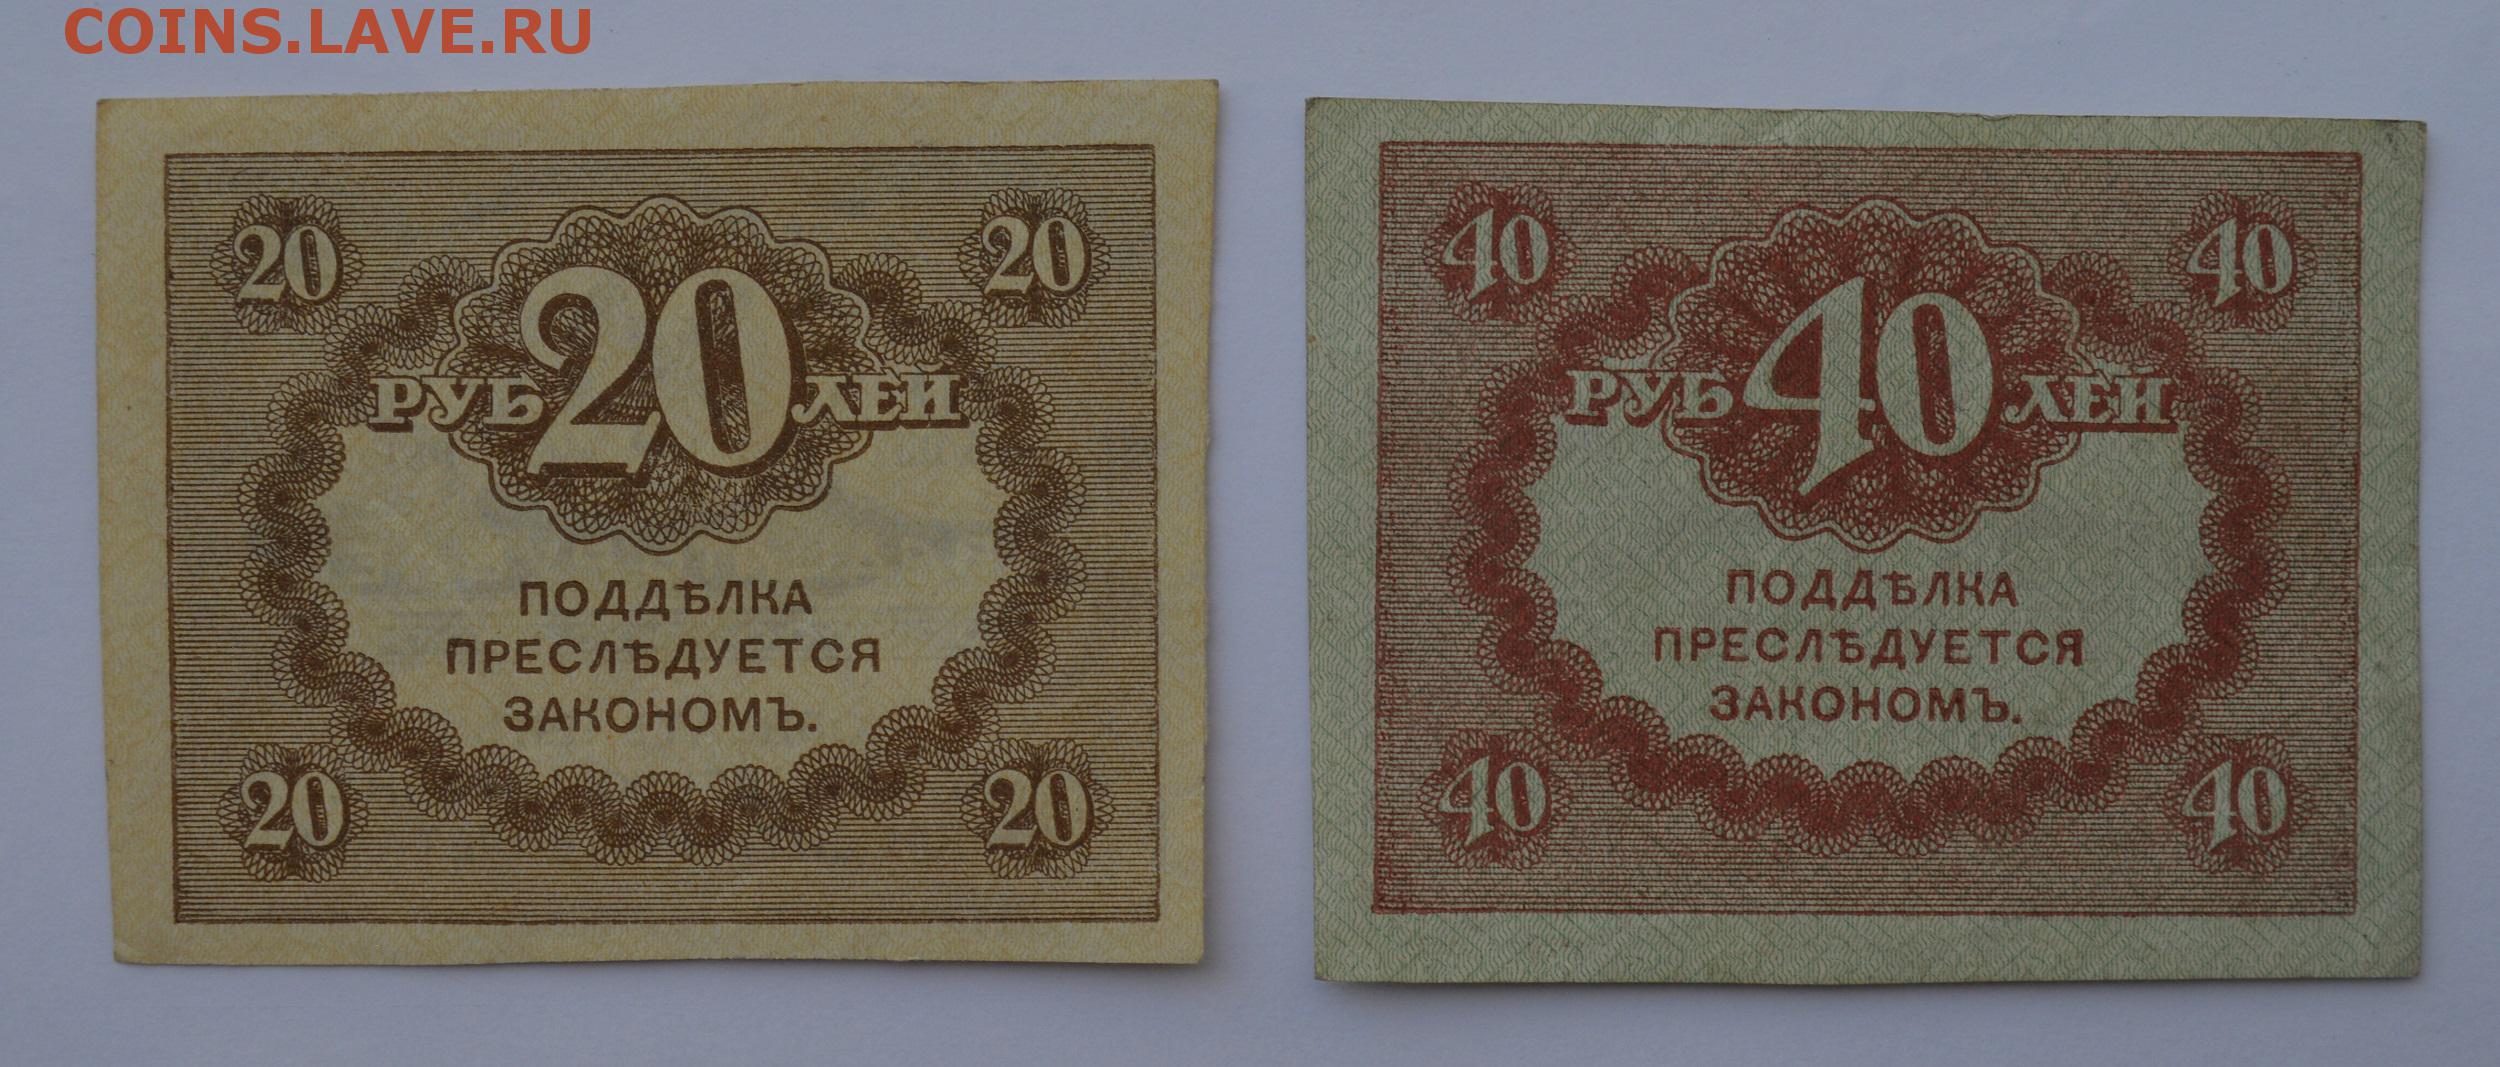 COINS.LAVE.RU
20 20
РУБ 20 ЛЕЙ
ПОДДѢЛКА
ПРЕСЛѢДУЕТСЯ
ЗАКОНОМЪ.
20 20
40 40
РУБ 40 ЛЕЙ
ПОДДѢЛКА
ПРЕСЛѢДУЕТСЯ
ЗАКОНОМЪ.
40 40